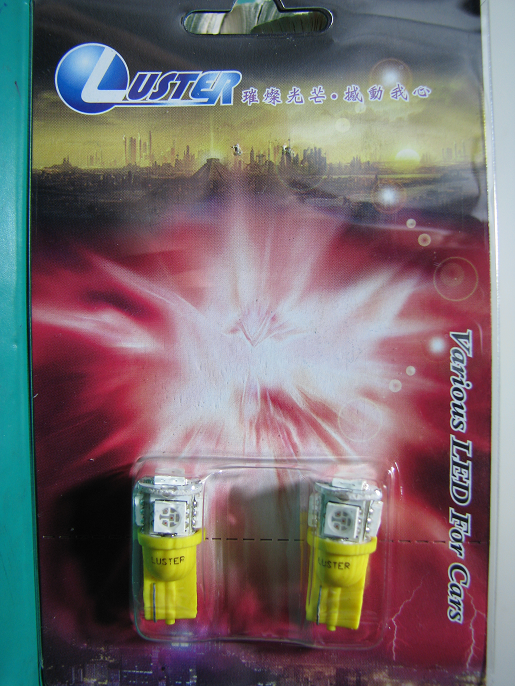 LUSTER
璀燦光芒·撼動我心
Various LED For Cars
LUSTER
LUSTER